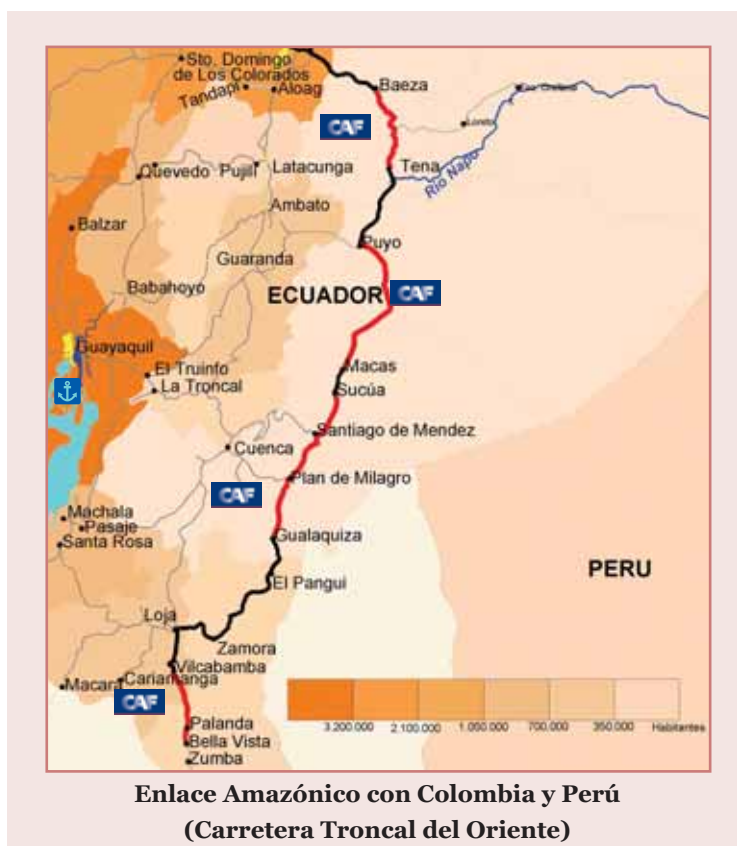 Sto. Domingo
de Los Colorados
Tandapi
Aloag
Baeza
CAF
Quevedo
Pujili
Latacunga
Tena
Río Napo
Ambato
Balzar
Puyo
Guaranda
Babahoyo
ECUADOR
CAF
Guayaquil
El Truinfo
La Troncal
Macas
Sucúa
Santiago de Mendez
Cuenca
Plan de Milagro
CAF
Machala
Pasaje
Santa Rosa
Gualaquiza
PERU
El Pangui
Loja
Zamora
Vilcabamba
Macara
Cariamanga
CAF
Palanda
Bella Vista
Zumba
3.200.000 2.100.000 1.050.000 700.000 350.000 Habitantes
Enlace Amazónico con Colombia y Perú
(Carretera Troncal del Oriente)